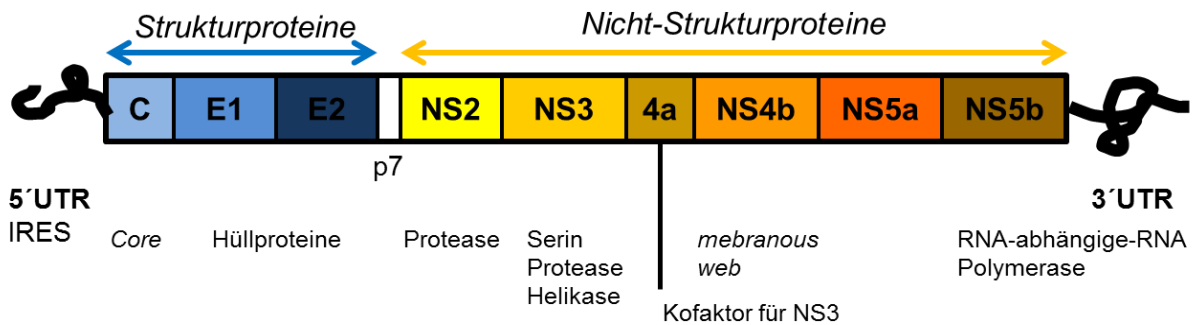 Strukturproteine
Nicht-Strukturproteine
C
E1
E2
NS2
NS3
4a
NS4b
NS5a
NS5b
p7
5´UTR
IRES
3´UTR
Core
Hüllproteine
Protease
Serin
Protease
Helikase
mebranous
web
RNA-abhängige-RNA
Polymerase
Kofaktor für NS3